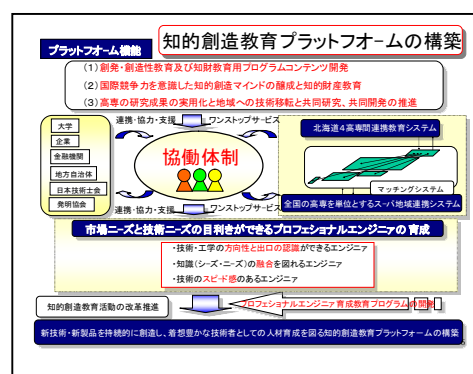 知的創造教育プラットフォームの構築
プラットフォーム機能
(1)創発・創造性教育及び知財教育用プログラムコンテンツ開発
(2)国際競争力を意識した知的創造マインドの醸成と知的財産教育
(3)高専の研究成果の実用化と地域への技術移転と共同研究、共同開発の推進
連携・協力・支援
ワンストップサービス
大学
企業
金融機関
地方自治体
日本技術士会
発明協会
協働体制
北海道4高専間連携教育システム
マッチングシステム
全国の高専を単位とするスーパ地域連携システム
連携・協力・支援
ワンストップサービス
市場ニーズと技術ニーズの目利きができるプロフェショナルエンジニアの育成
・技術・工学の方向性と出口の認識ができるエンジニア
・知識(シーズ・ニーズ)の融合を図れるエンジニア
・技術のスピード感のあるエンジニア
知的創造教育活動の改革推進
プロフェショナルエンジニア育成教育プログラムの開発
新技術・新製品を持続的に創造し、着想豊かな技術者としての人材育成を図る知的創造教育プラットフォームの構築